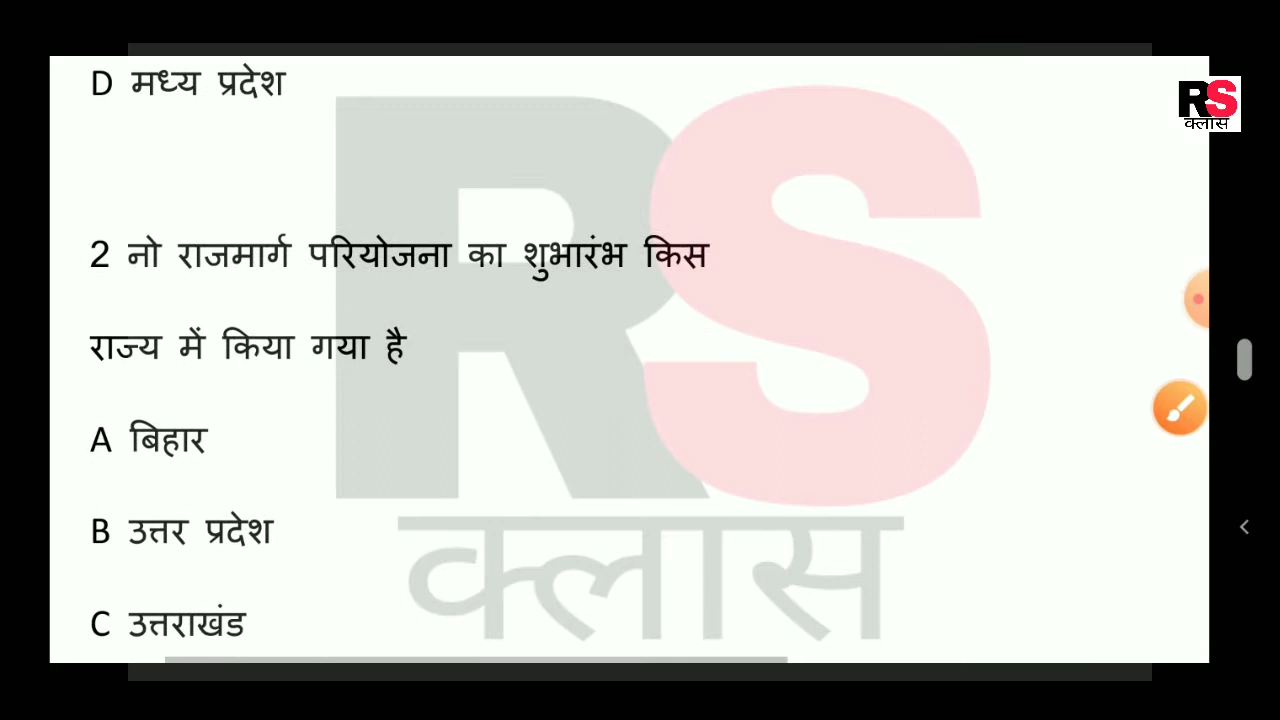 D मध्य प्रदेश
RS
क्लास
2 नो राजमार्ग परियोजना का शुभारंभ किस
राज्य में किया गया है
A बिहार
B उत्तर प्रदेश
C उत्तराखंड
RS
क्लास